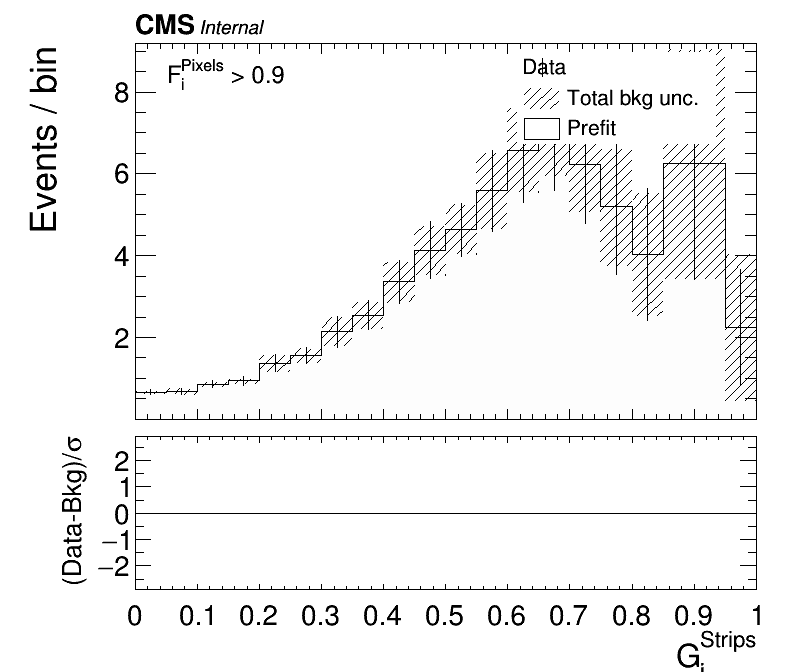 CMS Internal
F_i^Pixels > 0.9
Data
Total bkg unc.
Prefit
Events / bin
8
6
4
2
(Data-Bkg)/σ
2
1
0
−1
−2
0 0.1 0.2 0.3 0.4 0.5 0.6 0.7 0.8 0.9 1
G_i^Strips